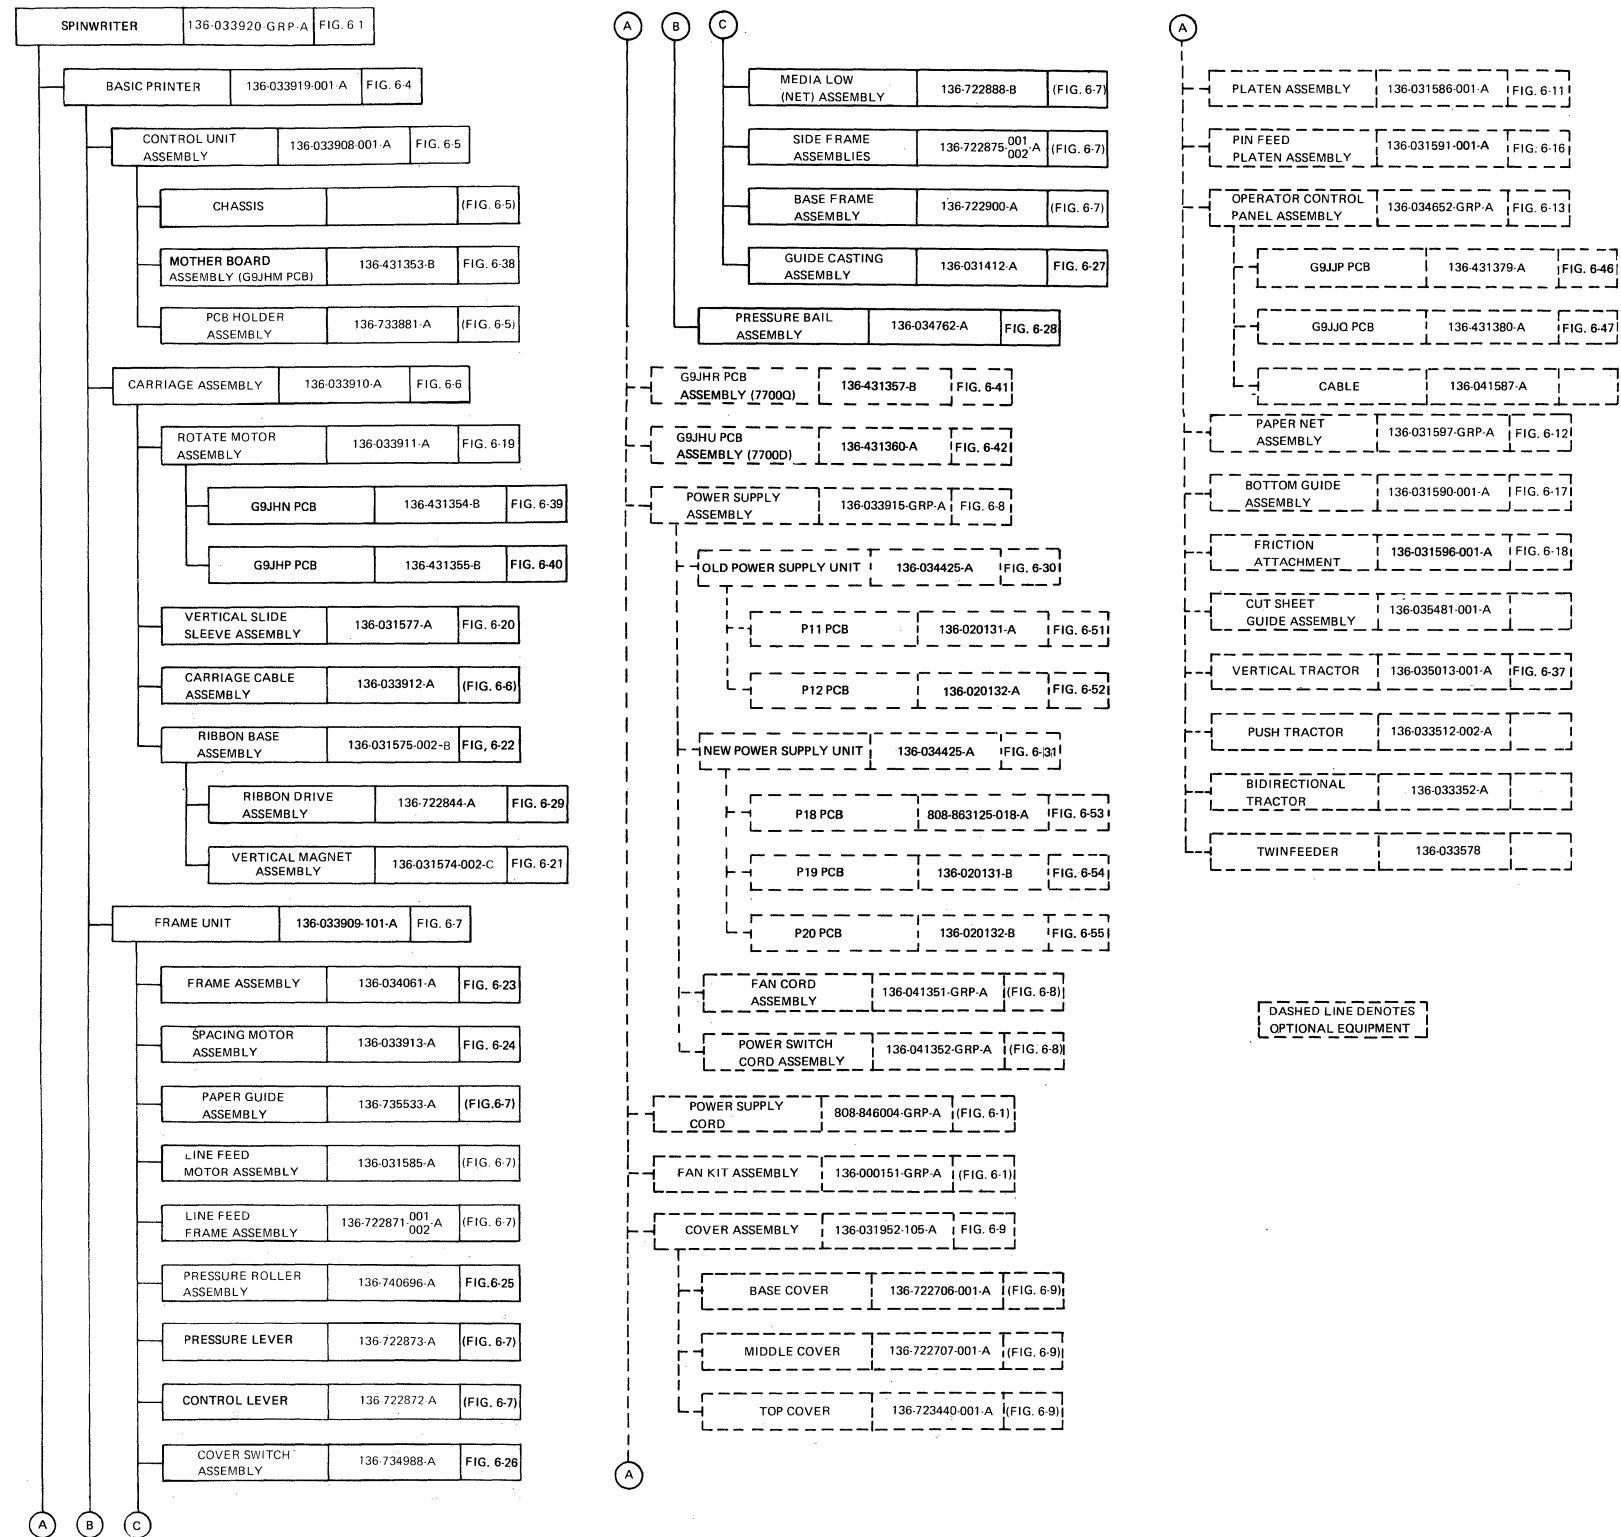 SPINWRITER 136-033920-GRP-A FIG. 6 1
BASIC PRINTER 136-033919-001-A FIG. 6-4
CONTROL UNIT
ASSEMBLY 136-033908-001-A FIG. 6-5
CHASSIS (FIG. 6-5)
MOTHER BOARD
ASSEMBLY (G9JHM PCB) 136-431353-B FIG. 6-38
PCB HOLDER
ASSEMBLY 136-733881-A (FIG. 6-5)
CARRIAGE ASSEMBLY 136-033910-A FIG. 6-6
ROTATE MOTOR
ASSEMBLY 136-033911-A FIG. 6-19
G9JHN PCB 136-431354-B FIG. 6-39
G9JHP PCB 136-431355-B FIG. 6-40
VERTICAL SLIDE
SLEEVE ASSEMBLY 136-031577-A FIG. 6-20
CARRIAGE CABLE
ASSEMBLY 136-033912-A (FIG. 6-6)
RIBBON BASE
ASSEMBLY 136-031575-002-B FIG, 6-22
RIBBON DRIVE
ASSEMBLY 136-722844-A FIG. 6-29
VERTICAL MAGNET
ASSEMBLY 136-031574-002-C FIG. 6-21
FRAME UNIT 136-033909-101-A FIG. 6-7
FRAME ASSEMBLY 136-034061-A FIG. 6-23
SPACING MOTOR
ASSEMBLY 136-033913-A FIG. 6-24
PAPER GUIDE
ASSEMBLY 136-735533-A (FIG.6-7)
LINE FEED
MOTOR ASSEMBLY 136-031585-A (FIG. 6-7)
LINE FEED
FRAME ASSEMBLY 136-722871-001 002-A (FIG. 6-7)
PRESSURE ROLLER
ASSEMBLY 136-740696-A FIG.6-25
PRESSURE LEVER 136-722873-A (FIG. 6-7)
CONTROL LEVER 136-722872-A (FIG. 6-7)
COVER SWITCH
ASSEMBLY 136-734988-A FIG. 6-26
A B C
A B C
MEDIA LOW
(NET) ASSEMBLY 136-722888-B (FIG. 6-7)
SIDE FRAME
ASSEMBLIES 136-722875-001 002-A (FIG. 6-7)
BASE FRAME
ASSEMBLY 136-722900-A (FIG. 6-7)
GUIDE CASTING
ASSEMBLY 136-031412-A FIG. 6-27
PRESSURE BAIL
ASSEMBLY 136-034762-A FIG. 6-28
G9JHR PCB
ASSEMBLY (7700Q) 136-431357-B FIG. 6-41
G9JHU PCB
ASSEMBLY (7700D) 136-431360-A FIG. 6-42
POWER SUPPLY
ASSEMBLY 136-033915-GRP-A FIG. 6-8
OLD POWER SUPPLY UNIT 136-034425-A FIG. 6-30
P11 PCB 136-020131-A FIG. 6-51
P12 PCB 136-020132-A FIG. 6-52
NEW POWER SUPPLY UNIT 136-034425-A FIG. 6-31
P18 PCB 808-863125-018-A FIG. 6-53
P19 PCB 136-020131-B FIG. 6-54
P20 PCB 136-020132-B FIG. 6-55
FAN CORD
ASSEMBLY 136-041351-GRP-A (FIG. 6-8)
POWER SWITCH
CORD ASSEMBLY 136-041352-GRP-A (FIG. 6-8)
POWER SUPPLY
CORD 808-846004-GRP-A (FIG. 6-1)
FAN KIT ASSEMBLY 136-000151-GRP-A (FIG. 6-1)
COVER ASSEMBLY 136-031952-105-A FIG. 6-9
BASE COVER 136-722706-001-A (FIG. 6-9)
MIDDLE COVER 136-722707-001-A (FIG. 6-9)
TOP COVER 136-723440-001-A (FIG. 6-9)
A
A
PLATEN ASSEMBLY 136-031586-001-A FIG. 6-11
PIN FEED
PLATEN ASSEMBLY 136-031591-001-A FIG. 6-16
OPERATOR CONTROL
PANEL ASSEMBLY 136-034652-GRP-A FIG. 6-13
G9JJP PCB 136-431379-A FIG. 6-46
G9JJQ PCB 136-431380-A FIG. 6-47
CABLE 136-041587-A
PAPER NET
ASSEMBLY 136-031597-GRP-A FIG. 6-12
BOTTOM GUIDE
ASSEMBLY 136-031590-001-A FIG. 6-17
FRICTION
ATTACHMENT 136-031596-001-A FIG. 6-18
CUT SHEET
GUIDE ASSEMBLY 136-035481-001-A
VERTICAL TRACTOR 136-035013-001-A FIG. 6-37
PUSH TRACTOR 136-033512-002-A
BIDIRECTIONAL
TRACTOR 136-033352-A
TWINFEEDER 136-033578
DASHED LINE DENOTES
OPTIONAL EQUIPMENT